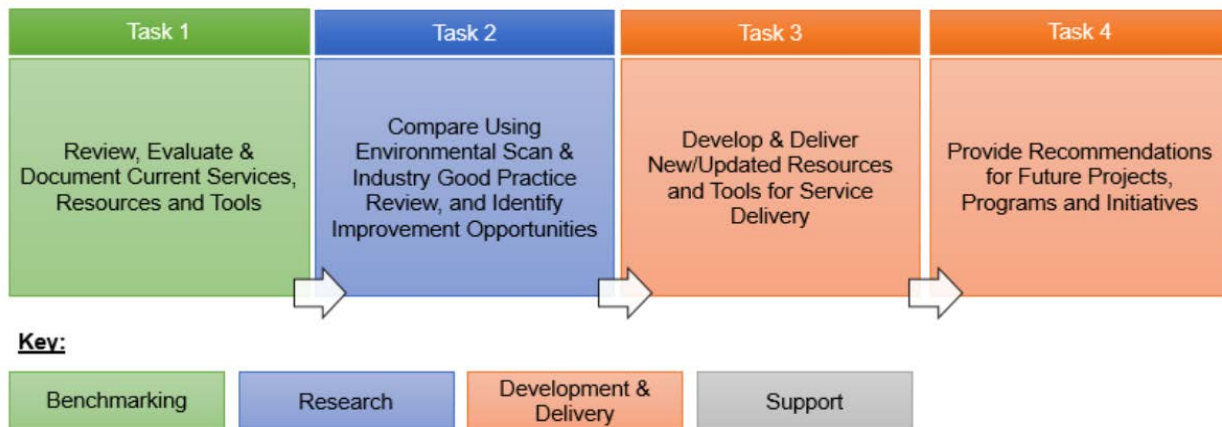 Task 1
Task 2
Task 3
Task 4
Review, Evaluate &
Document Current Services,
Resources and Tools
Compare Using
Environmental Scan &
Industry Good Practice
Review, and Identify
Improvement Opportunities
Develop & Deliver
New/Updated Resources
and Tools for Service
Delivery
Provide Recommendations
for Future Projects,
Programs and Initiatives
Key:
Benchmarking
Research
Development &
Delivery
Support